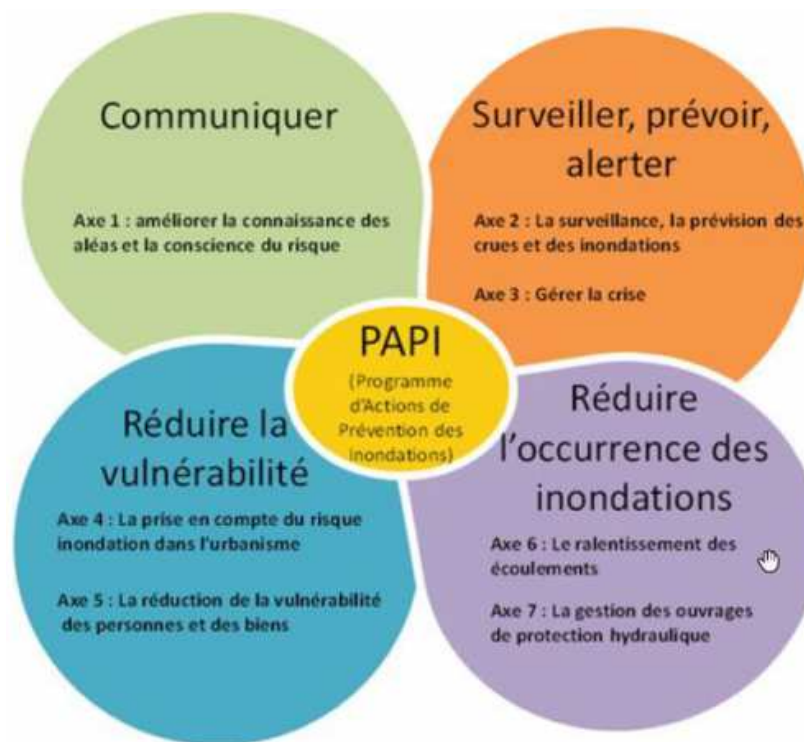 Communiquer
Axe 1 : améliorer la connaissance des
aléas et la conscience du risque
Surveiller, prévoir,
alerter
Axe 2 : La surveillance, la prévision des
crues et des inondations
Axe 3 : Gérer la crise
PAPI
(Programme
d'Actions de
Prévention des
inondations)
Réduire la
vulnérabilité
Axe 4 : La prise en compte du risque
inondation dans l'urbanisme
Axe 5 : La réduction de la vulnérabilité
des personnes et des biens
Réduire
l'occurrence des
inondations
Axe 6 : Le ralentissement des
écoulements
Axe 7 : La gestion des ouvrages
de protection hydraulique